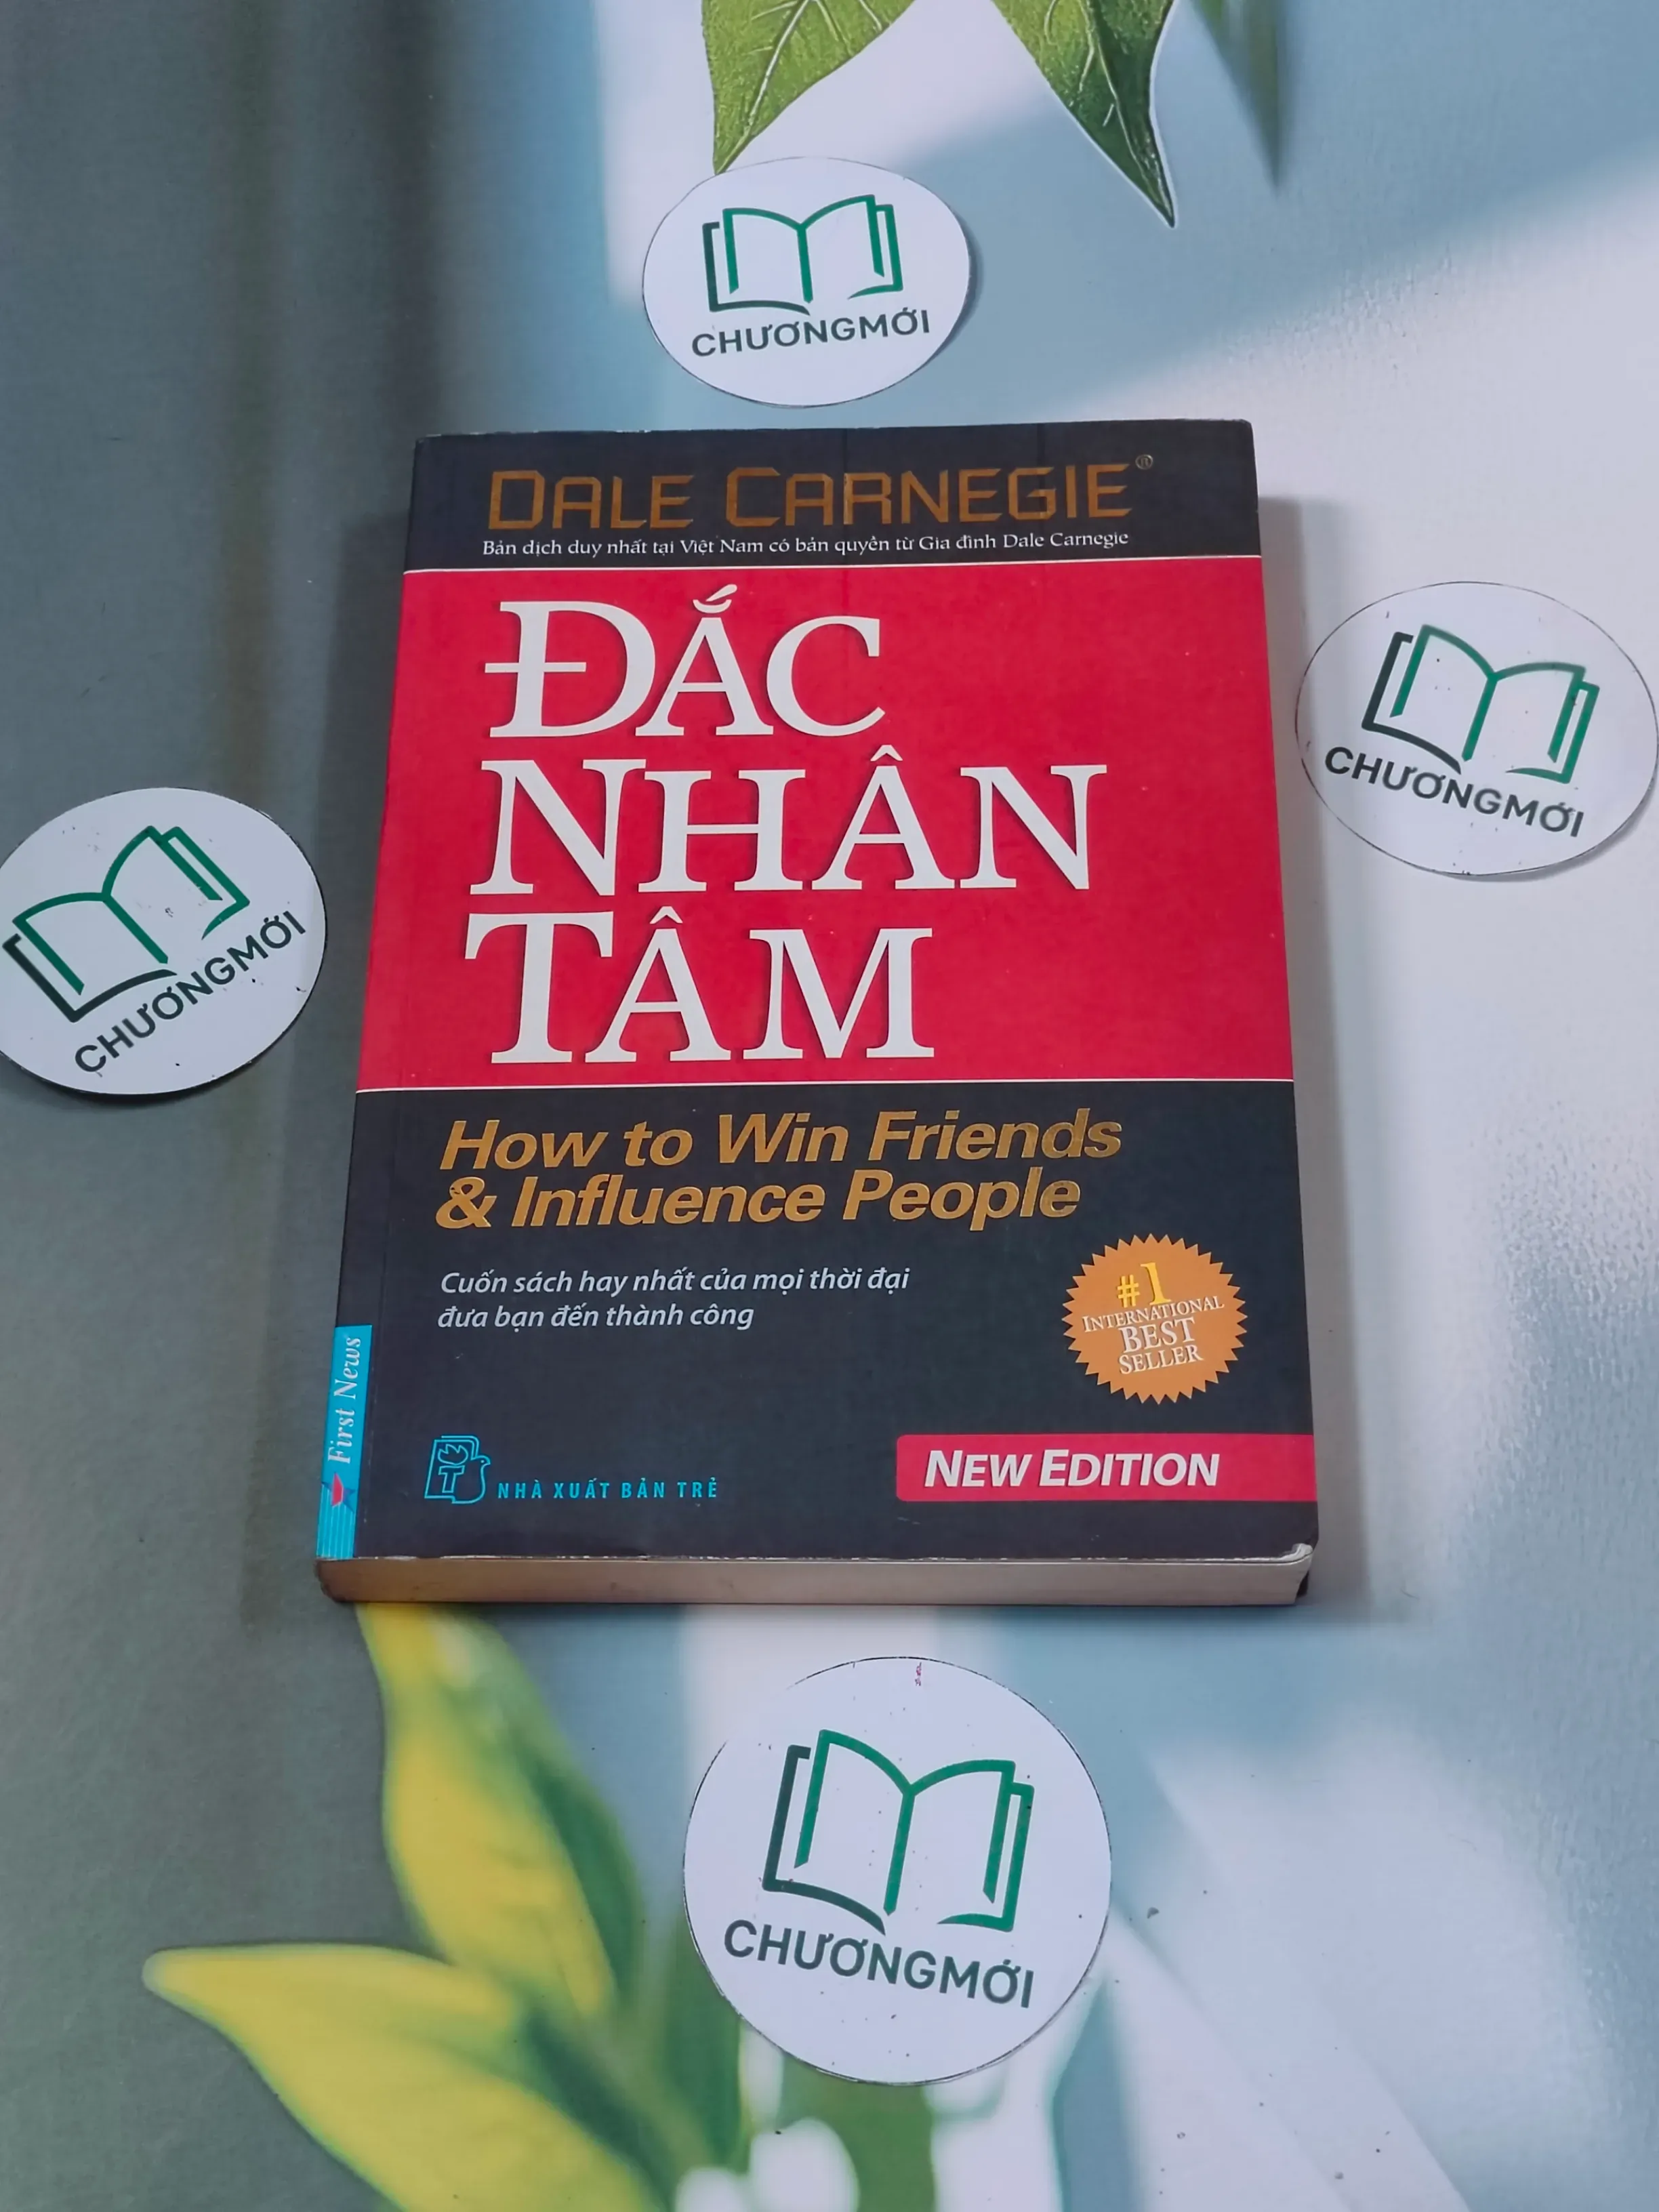 CHƯƠNGMỚI
DALE CARNEGIE®
Bản dịch duy nhất tại Việt Nam có bản quyền từ Gia đình Dale Carnegie
ĐẮC
NHÂN
TÂM
CHƯƠNGMỚI
CHƯƠNGMỚI
How to Win Friends
& Influence People
Cuốn sách hay nhất của mọi thời đại
đưa bạn đến thành công
#1
INTERNATIONAL
BEST
SELLER
First News
NHÀ XUẤT BẢN TRẺ
NEW EDITION
CHƯƠNGMỚI